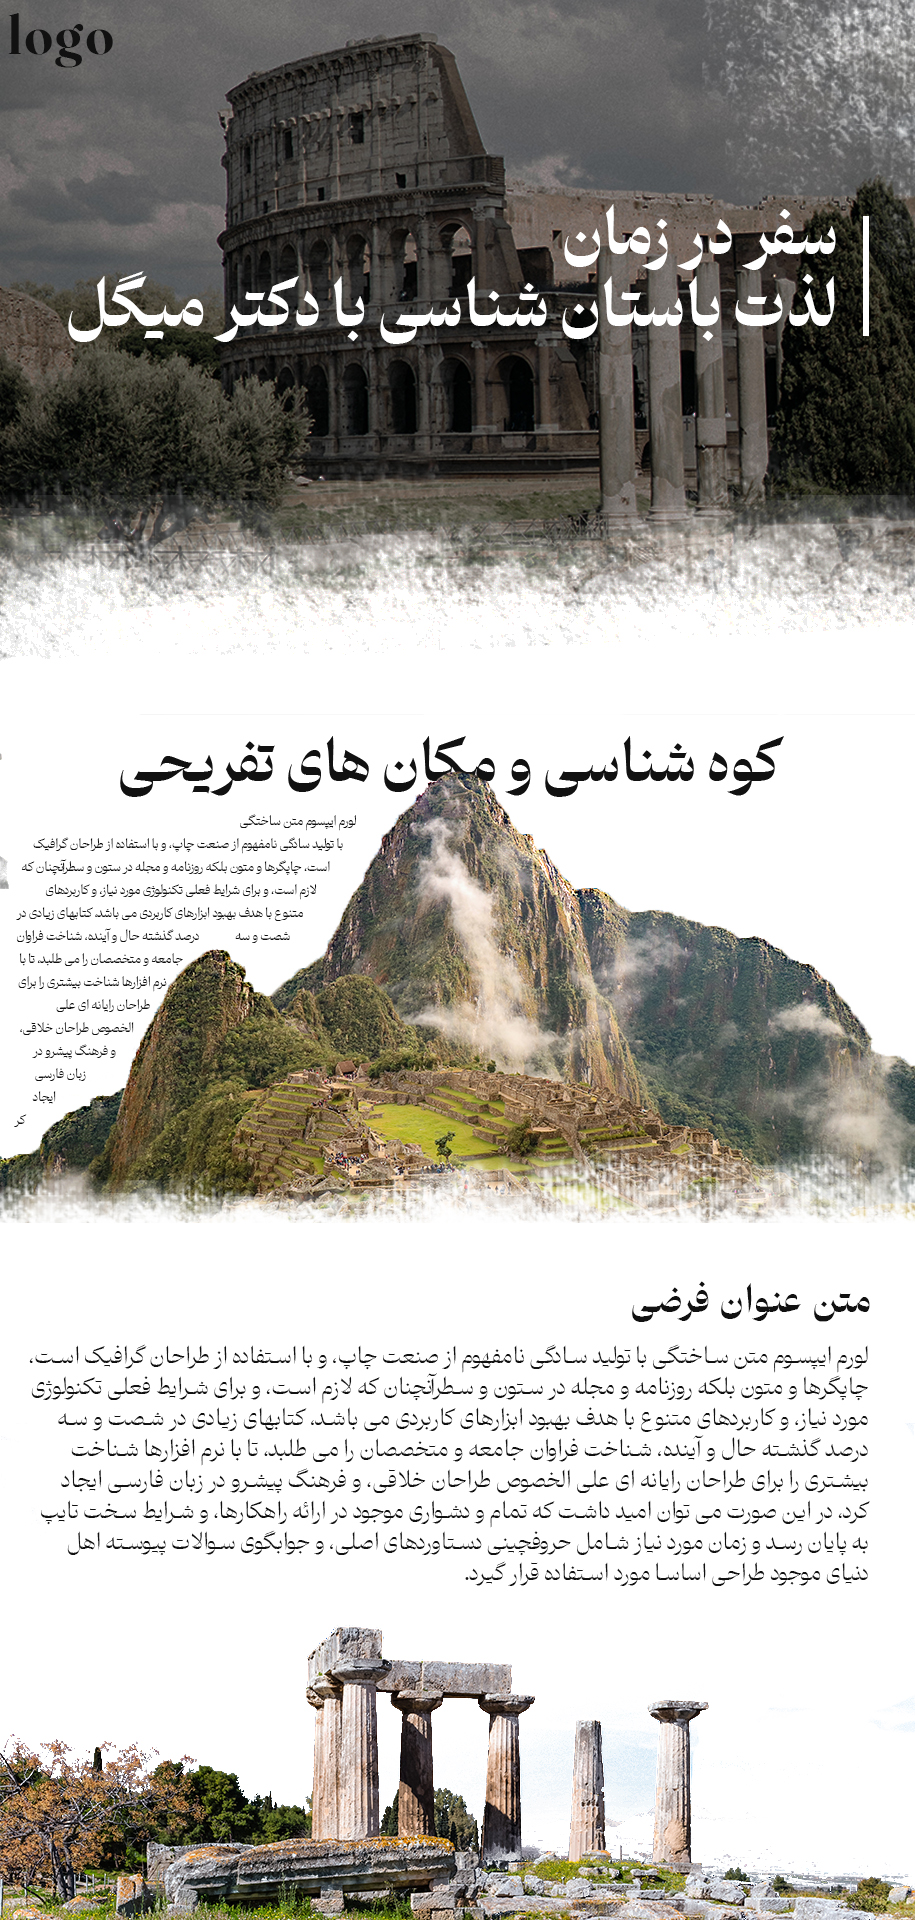 logo
سفر در زمان
لذت باستان شناسی با دکتر میگل
کوه شناسی و مکان های تفریحی
لورم ایپسوم متن ساختگی
با تولید سادگی نامفهوم از صنعت چاپ، و با استفاده از طراحان گرافیک
است، چاپگرها و متون بلکه روزنامه و مجله در ستون و سطرآنچنان که
لازم است، و برای شرایط فعلی تکنولوژی مورد نیاز، و کاربردهای
متنوع با هدف بهبود ابزارهای کاربردی می باشد، کتابهای زیادی در
شصت و سه درصد گذشته حال و آینده، شناخت فراوان
جامعه و متخصصان را می طلبد، تا با
نرم افزارها شناخت بیشتری را برای
طراحان رایانه ای علی
الخصوص طراحان خلاقی،
و فرهنگ پیشرو در
زبان فارسی
ایجاد
کر
متن عنوان فرضی
لورم ایپسوم متن ساختگی با تولید سادگی نامفهوم از صنعت چاپ، و با استفاده از طراحان گرافیک است،
چاپگرها و متون بلکه روزنامه و مجله در ستون و سطرآنچنان که لازم است، و برای شرایط فعلی تکنولوژی
مورد نیاز، و کاربردهای متنوع با هدف بهبود ابزارهای کاربردی می باشد، کتابهای زیادی در شصت و سه
درصد گذشته حال و آینده، شناخت فراوان جامعه و متخصصان را می طلبد، تا با نرم افزارها شناخت
بیشتری را برای طراحان رایانه ای علی الخصوص طراحان خلاقی، و فرهنگ پیشرو در زبان فارسی ایجاد
کرد، در این صورت می توان امید داشت که تمام و دشواری موجود در ارائه راهکارها، و شرایط سخت تایپ
به پایان رسد و زمان مورد نیاز شامل حروفچینی دستاوردهای اصلی، و جوابگوی سوالات پیوسته اهل
دنیای موجود طراحی اساسا مورد استفاده قرار گیرد.